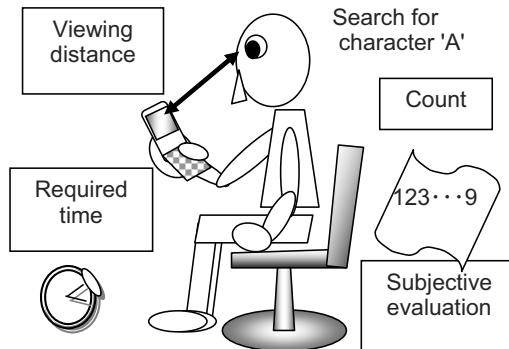 Viewing
distance
Search for
character 'A'
Count
Required
time
123･･･9
Subjective
evaluation